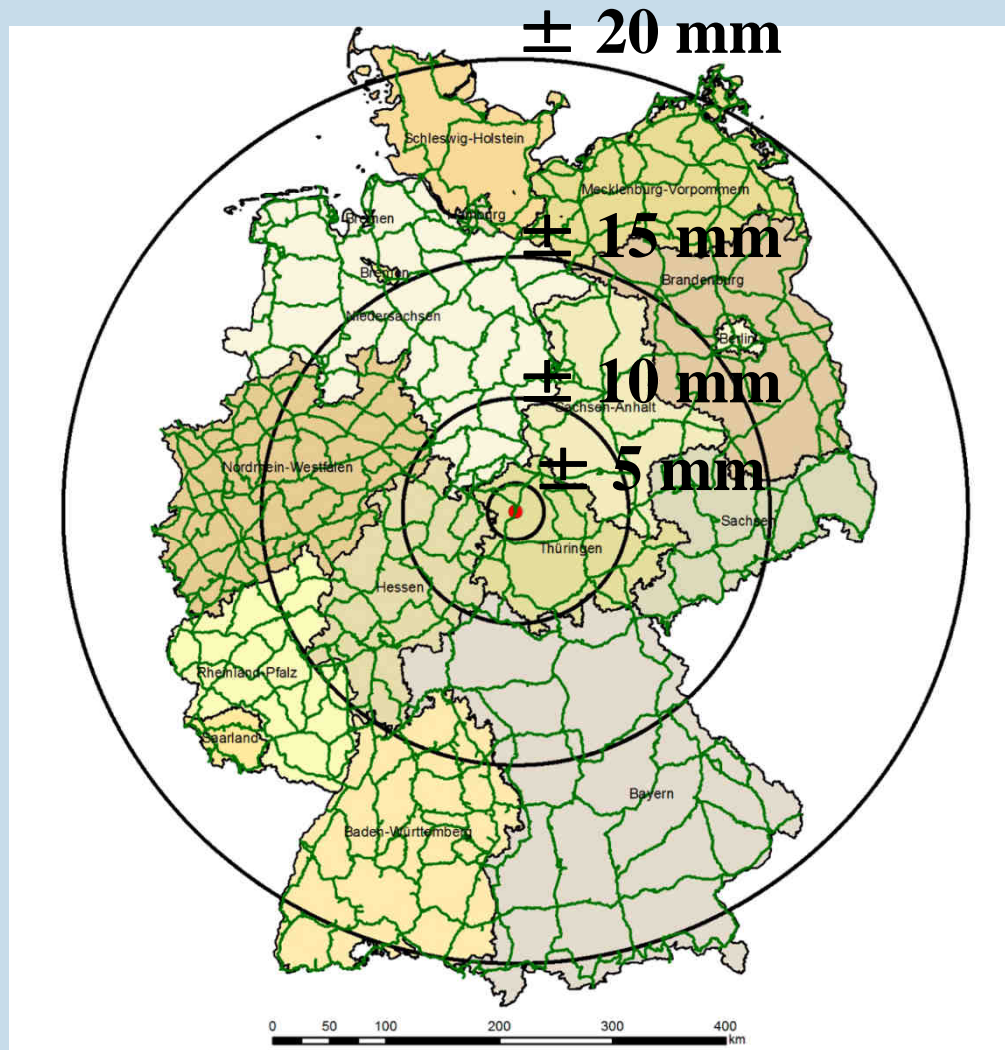 ± 20 mm
Schleswig-Holstein
Mecklenburg-Vorpommern
Bremen
Hamburg
± 15 mm
Bremen
Brandenburg
Niedersachsen
Berlin
± 10 mm
Sachsen-Anhalt
Nordrhein-Westfalen
± 5 mm
Sachsen
Thüringen
Hessen
Rheinland-Pfalz
Saarland
Bayern
Baden-Württemberg
0 50 100 200 300 400
km